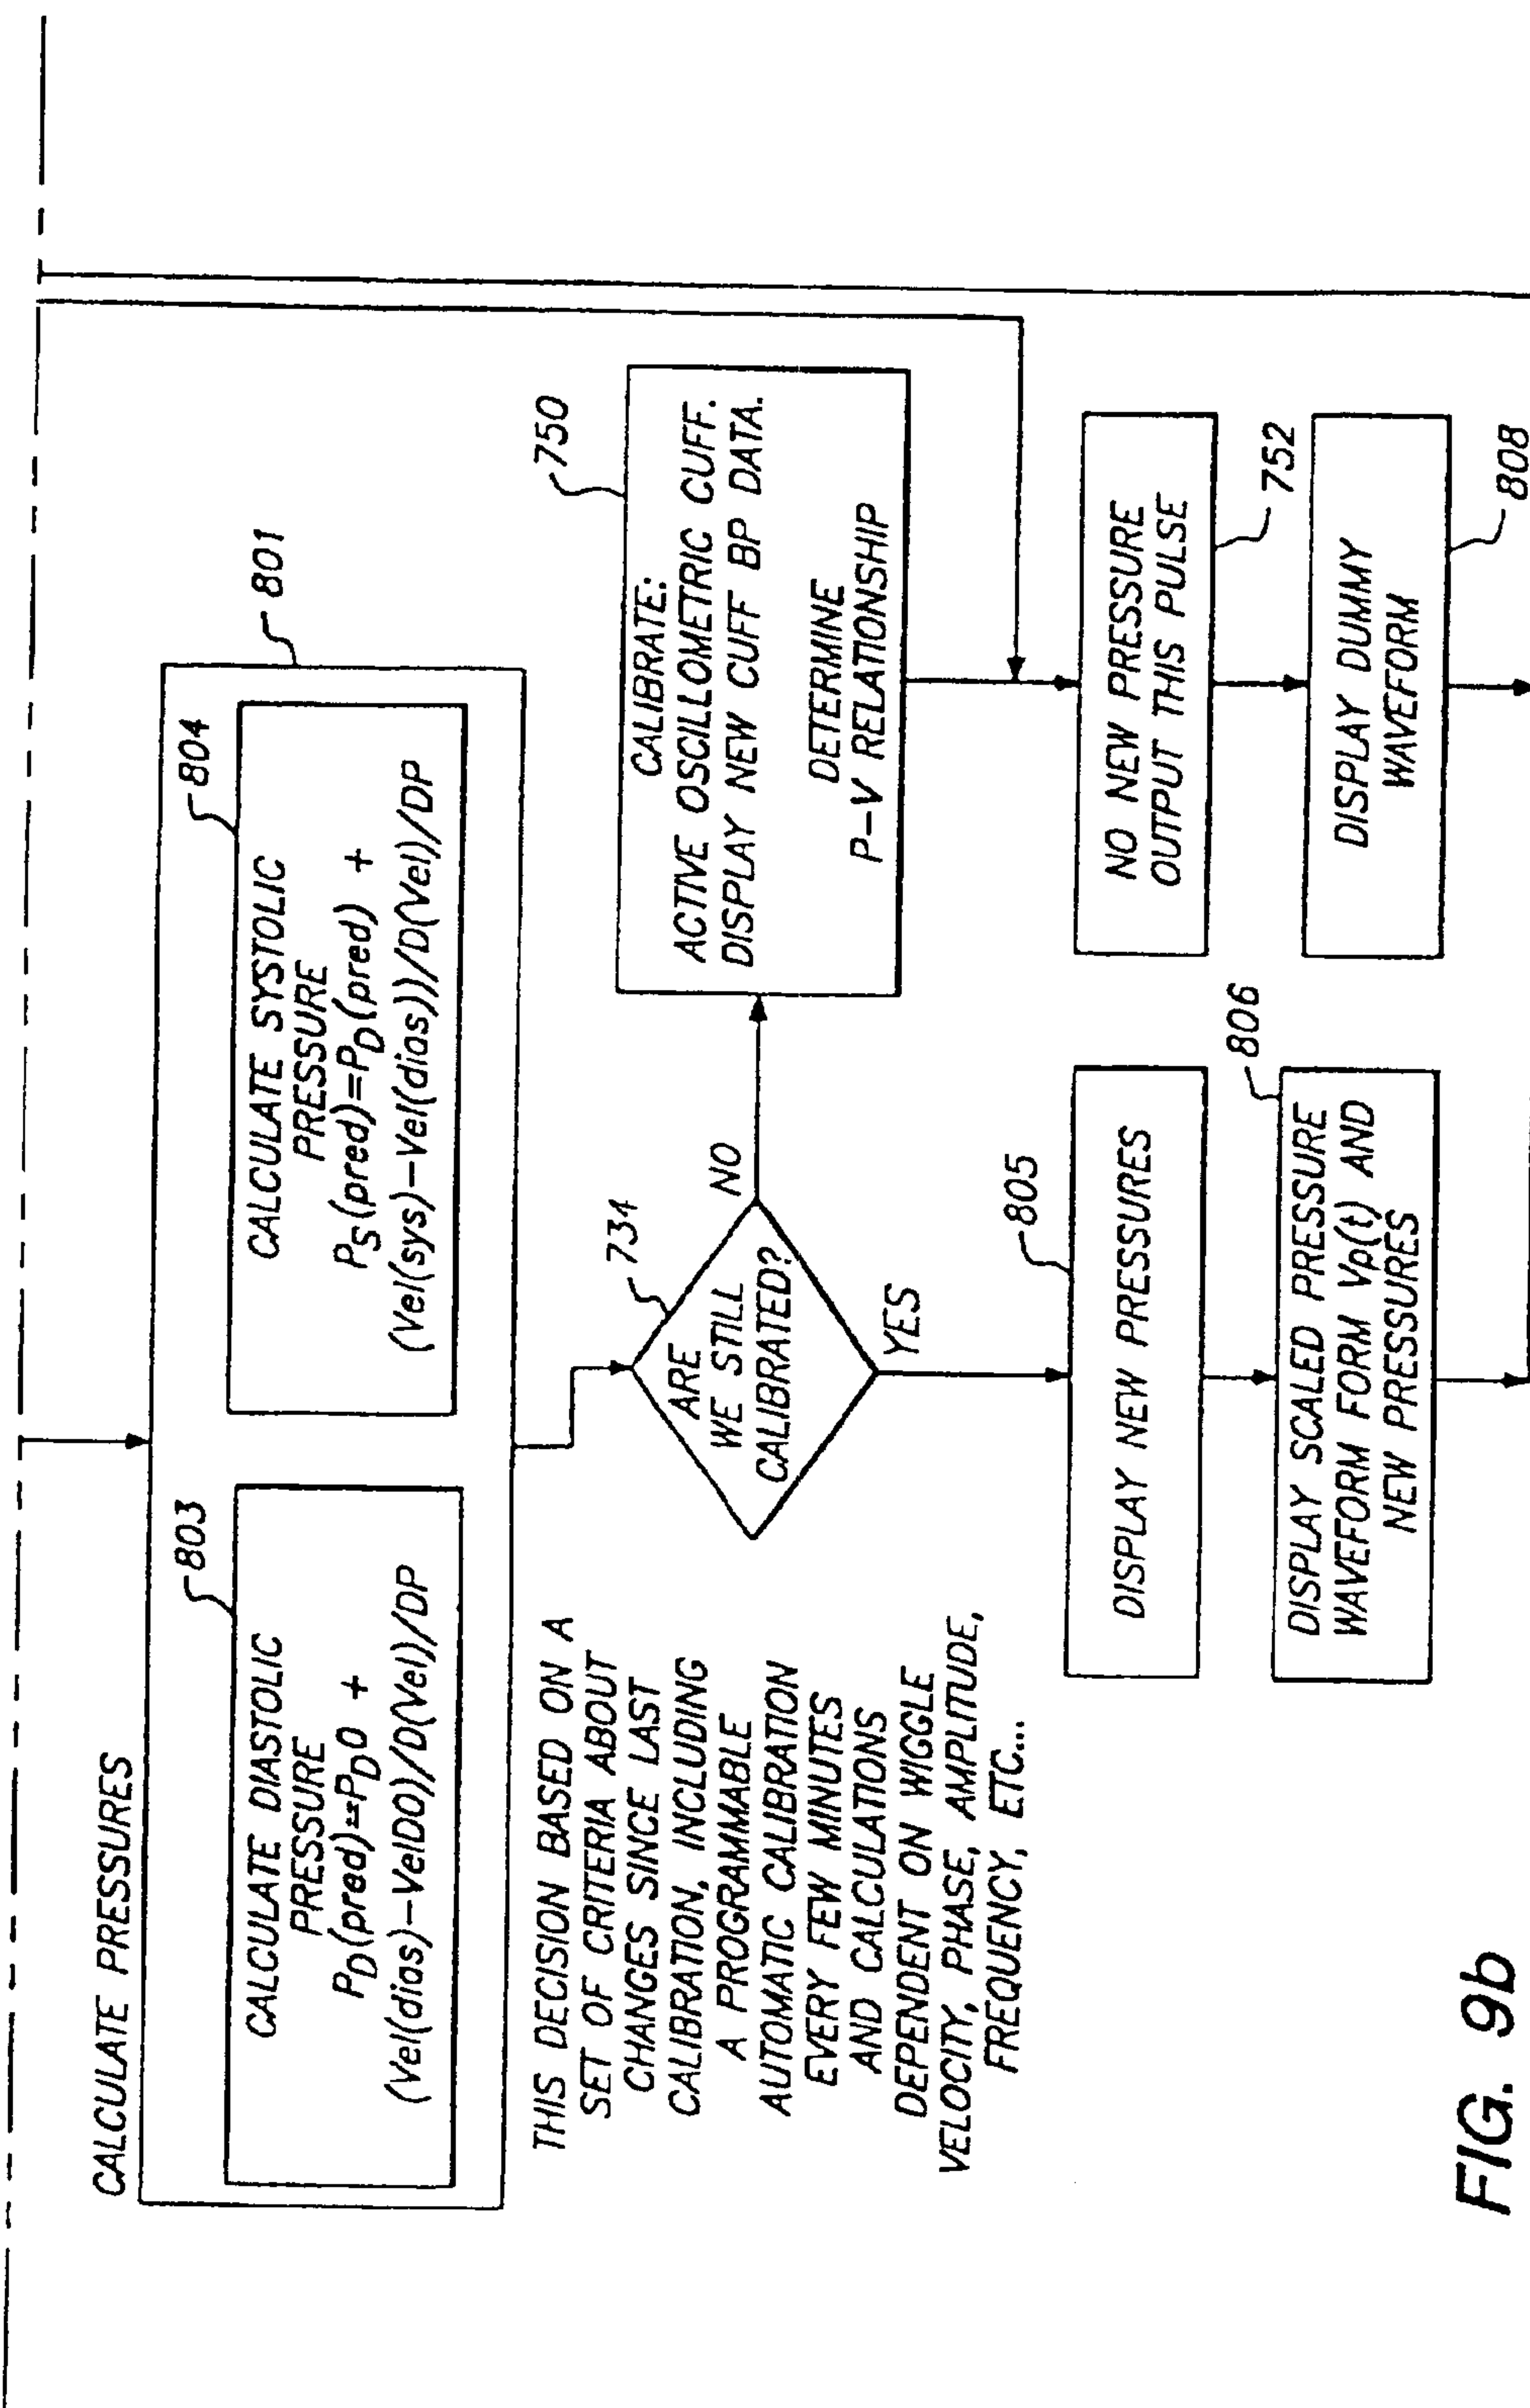 CALCULATE PRESSURES
801
803
CALCULATE DIASTOLIC
PRESSURE
P_D(pred)=P_D0 +
(Vel(dias)-VelD0)/D(Vel)/DP
804
CALCULATE SYSTOLIC
PRESSURE
P_S(pred)=P_D(pred) +
(Vel(sys)-Vel(dias))/D(Vel)/DP
THIS DECISION BASED ON A
SET OF CRITERIA ABOUT
CHANGES SINCE LAST
CALIBRATION, INCLUDING
A PROGRAMMABLE
AUTOMATIC CALIBRATION
EVERY FEW MINUTES
AND CALCULATIONS
DEPENDENT ON WIGGLE
VELOCITY, PHASE, AMPLITUDE,
FREQUENCY, ETC...
734
ARE
WE STILL
CALIBRATED?
NO
YES
750
CALIBRATE:
ACTIVE OSCILLOMETRIC CUFF.
DISPLAY NEW CUFF BP DATA.
DETERMINE
P-V RELATIONSHIP
805
DISPLAY NEW PRESSURES
NO NEW PRESSURE
OUTPUT THIS PULSE
752
806
DISPLAY SCALED PRESSURE
WAVEFORM FORM Vp(t) AND
NEW PRESSURES
DISPLAY DUMMY
WAVEFORM
808
FIG. 9b